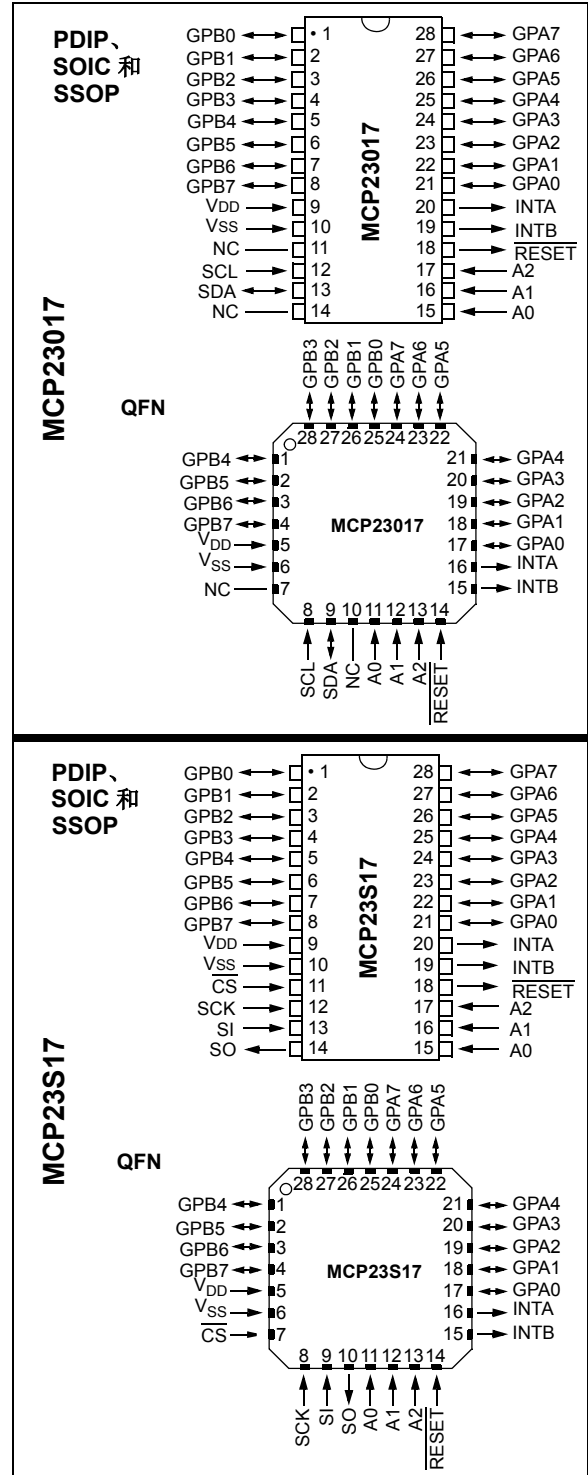 PDIP、
SOIC 和
SSOP
MCP23017
GPB0 • 1 28 GPA7
GPB1 2 27 GPA6
GPB2 3 26 GPA5
GPB3 4 25 GPA4
GPB4 5 24 GPA3
GPB5 6 23 GPA2
GPB6 7 22 GPA1
GPB7 8 21 GPA0
VDD 9 20 INTA
VSS 10 19 INTB
NC 11 18 RESET
SCL 12 17 A2
SDA 13 16 A1
NC 14 15 A0
MCP23017
QFN
GPB3 GPB2 GPB1 GPB0 GPA7 GPA6 GPA5
28 27 26 25 24 23 22
GPB4 1 21 GPA4
GPB5 2 20 GPA3
GPB6 3 19 GPA2
GPB7 4 MCP23017 18 GPA1
VDD 5 17 GPA0
VSS 6 16 INTA
NC 7 15 INTB
8 9 10 11 12 13 14
SCL SDA NC A0 A1 A2 RESET
PDIP、
SOIC 和
SSOP
MCP23S17
GPB0 • 1 28 GPA7
GPB1 2 27 GPA6
GPB2 3 26 GPA5
GPB3 4 25 GPA4
GPB4 5 24 GPA3
GPB5 6 23 GPA2
GPB6 7 22 GPA1
GPB7 8 21 GPA0
VDD 9 20 INTA
VSS 10 19 INTB
CS 11 18 RESET
SCK 12 17 A2
SI 13 16 A1
SO 14 15 A0
MCP23S17
QFN
GPB3 GPB2 GPB1 GPB0 GPA7 GPA6 GPA5
28 27 26 25 24 23 22
GPB4 1 21 GPA4
GPB5 2 20 GPA3
GPB6 3 19 GPA2
GPB7 4 MCP23S17 18 GPA1
VDD 5 17 GPA0
VSS 6 16 INTA
CS 7 15 INTB
8 9 10 11 12 13 14
SCK SI SO A0 A1 A2 RESET